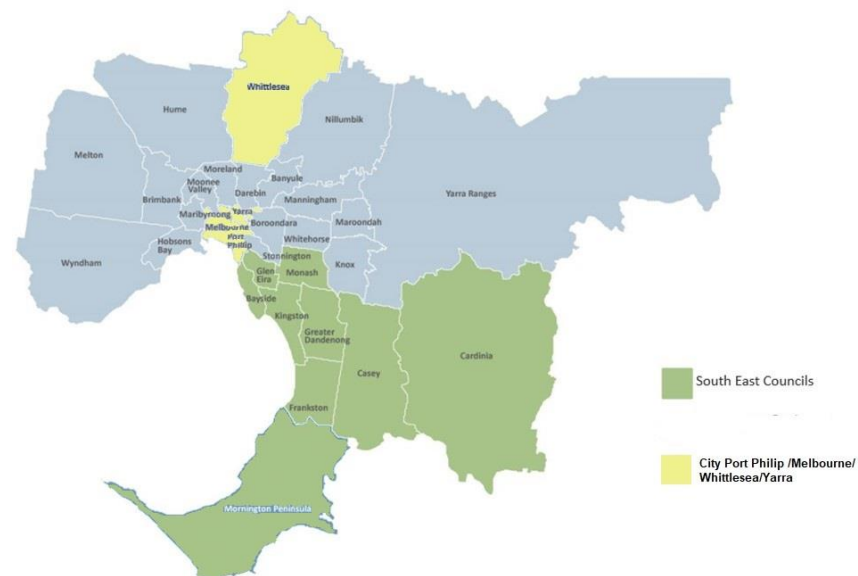 Whittlesea
Hume
Nillumbik
Melton
Moreland
Banyule
Moonee
Valley
Darebin
Yarra Ranges
Brimbank
Manningham
Maribyrnong
Yarra
Melbourne
Boroondara
Maroondah
Port
Phillip
Whitehorse
Hobsons
Bay
Stonnington
Wyndham
Knox
Glen
Eira
Monash
Bayside
Kingston
Greater
Dandenong
Cardinia
Casey
South East Councils
Frankston
City Port Philip /Melbourne/
Whittlesea/Yarra
Mornington Peninsula